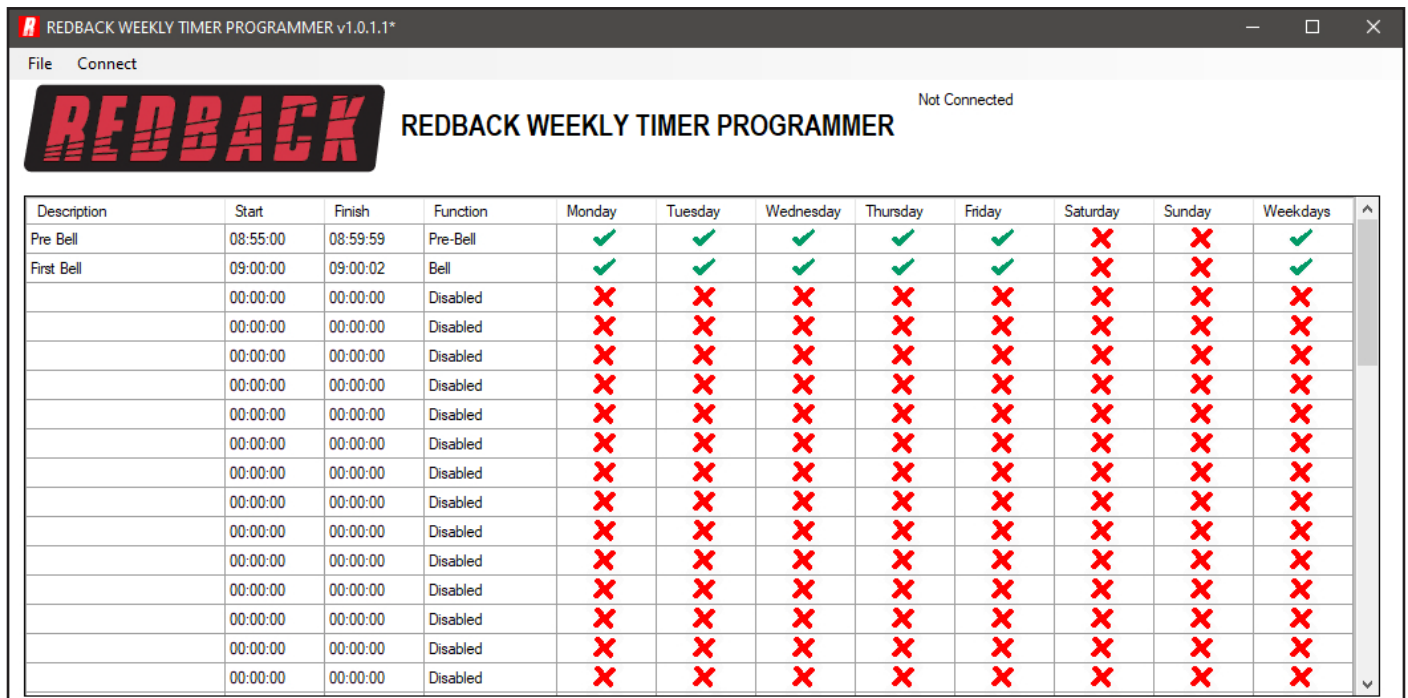 REDBACK WEEKLY TIMER PROGRAMMER v1.0.1.1*
File Connect
REDBACK
REDBACK WEEKLY TIMER PROGRAMMER
Not Connected
Description Start Finish Function Monday Tuesday Wednesday Thursday Friday Saturday Sunday Weekdays
Pre Bell 08:55:00 08:59:59 Pre-Bell
First Bell 09:00:00 09:00:02 Bell
00:00:00 00:00:00 Disabled
00:00:00 00:00:00 Disabled
00:00:00 00:00:00 Disabled
00:00:00 00:00:00 Disabled
00:00:00 00:00:00 Disabled
00:00:00 00:00:00 Disabled
00:00:00 00:00:00 Disabled
00:00:00 00:00:00 Disabled
00:00:00 00:00:00 Disabled
00:00:00 00:00:00 Disabled
00:00:00 00:00:00 Disabled
00:00:00 00:00:00 Disabled
00:00:00 00:00:00 Disabled
00:00:00 00:00:00 Disabled